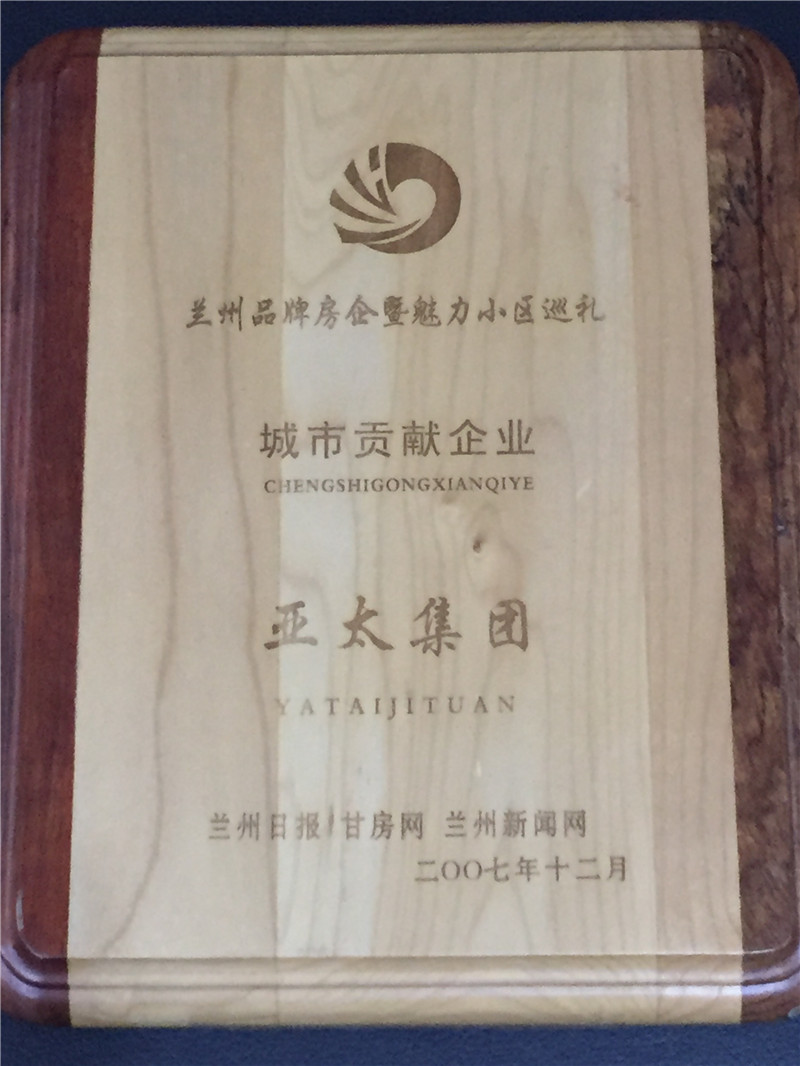 兰州品牌房企暨魅力小区巡礼
城市贡献企业
CHENGSHIGONGXIANQIYE
亚太集团
YATAIJITUAN
兰州日报 甘房网 兰州新闻网
二〇〇七年十二月